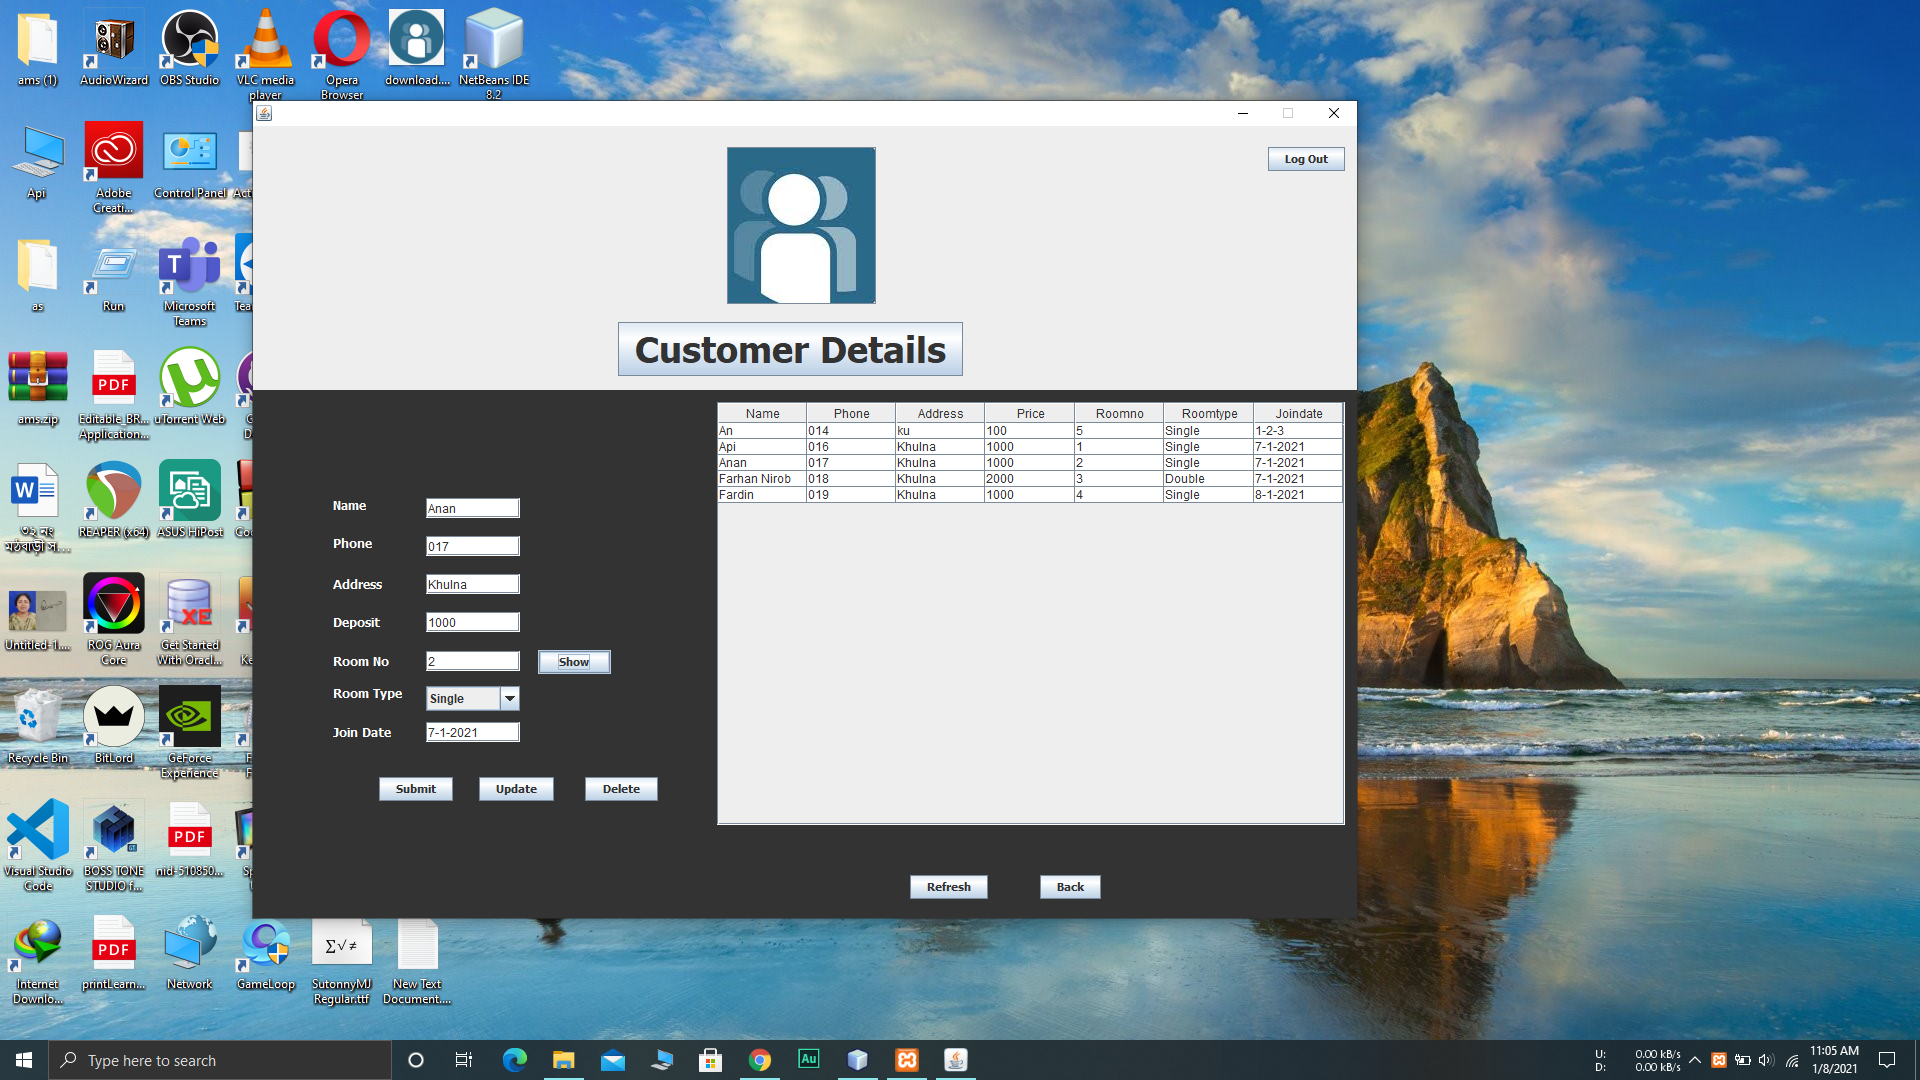 ams (1)
AudioWizard
OBS Studio
VLC media
player
Opera
Browser
download....
NetBeans IDE
8.2
Api
Adobe
Creati...
Control Panel
as
Run
Microsoft
Teams
ams.zip
PDF
Editable_BR...
Application...
uTorrent Web
REAPER (x64)
ASUS HiPost
Untitled-1....
ROG Aura
Core
XE
Get Started
With Oracl...
Recycle Bin
BitLord
GeForce
Experience
Visual Studio
Code
BOSS TONE
STUDIO f...
PDF
nid-510850...
Internet
Downlo...
PDF
printLearn...
Network
GameLoop
Σ√≠
SutonnyMJ
Regular.ttf
New Text
Document....
Log Out
Customer Details
Name Anan
Phone 017
Address Khulna
Deposit 1000
Room No 2 Show
Room Type Single
Join Date 7-1-2021
Submit Update Delete
Name Phone Address Price Roomno Roomtype Joindate
An 014 ku 100 5 Single 1-2-3
Api 016 Khulna 1000 1 Single 7-1-2021
Anan 017 Khulna 1000 2 Single 7-1-2021
Farhan Nirob 018 Khulna 2000 3 Double 7-1-2021
Fardin 019 Khulna 1000 4 Single 8-1-2021
Refresh Back
Type here to search
Au
U: 0.00 kB/s
D: 0.00 kB/s
11:05 AM
1/8/2021